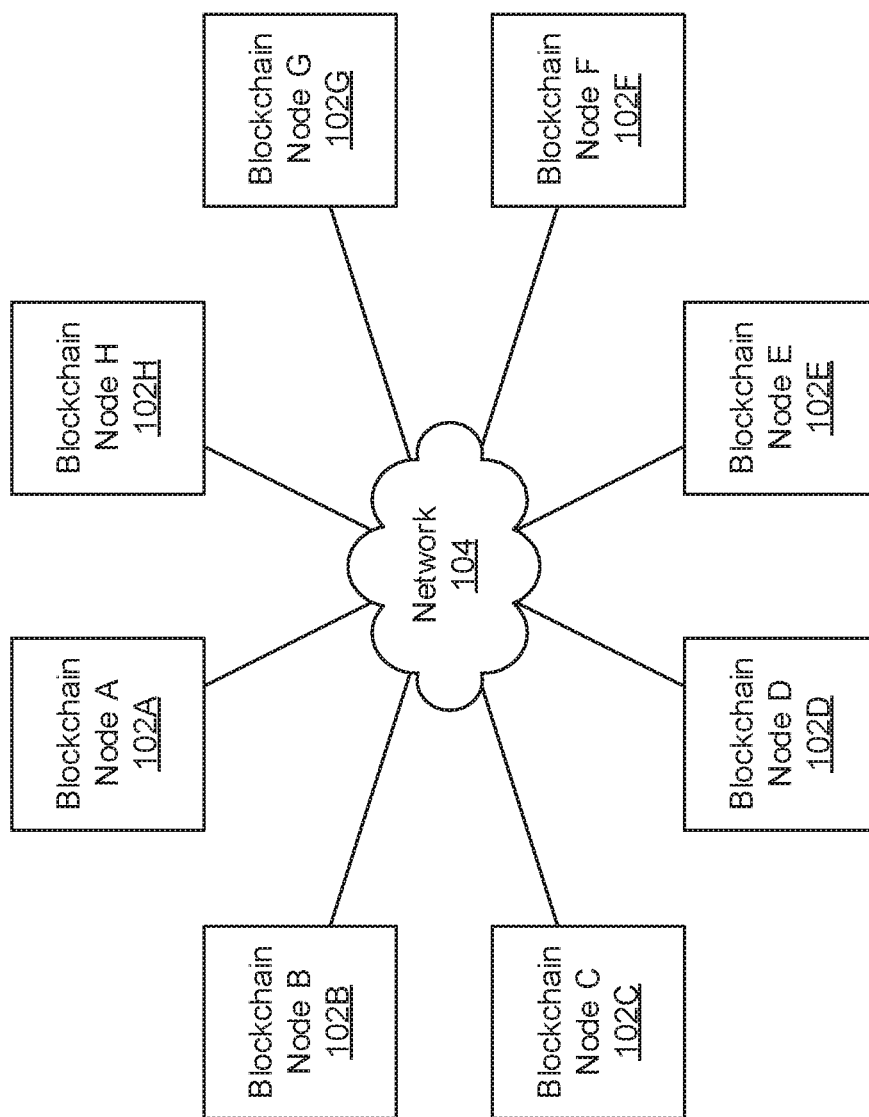 Blockchain
Node A
102A
Blockchain
Node H
102H
Blockchain
Node B
102B
Blockchain
Node G
102G
Network
104
Blockchain
Node C
102C
Blockchain
Node F
102F
Blockchain
Node D
102D
Blockchain
Node E
102E